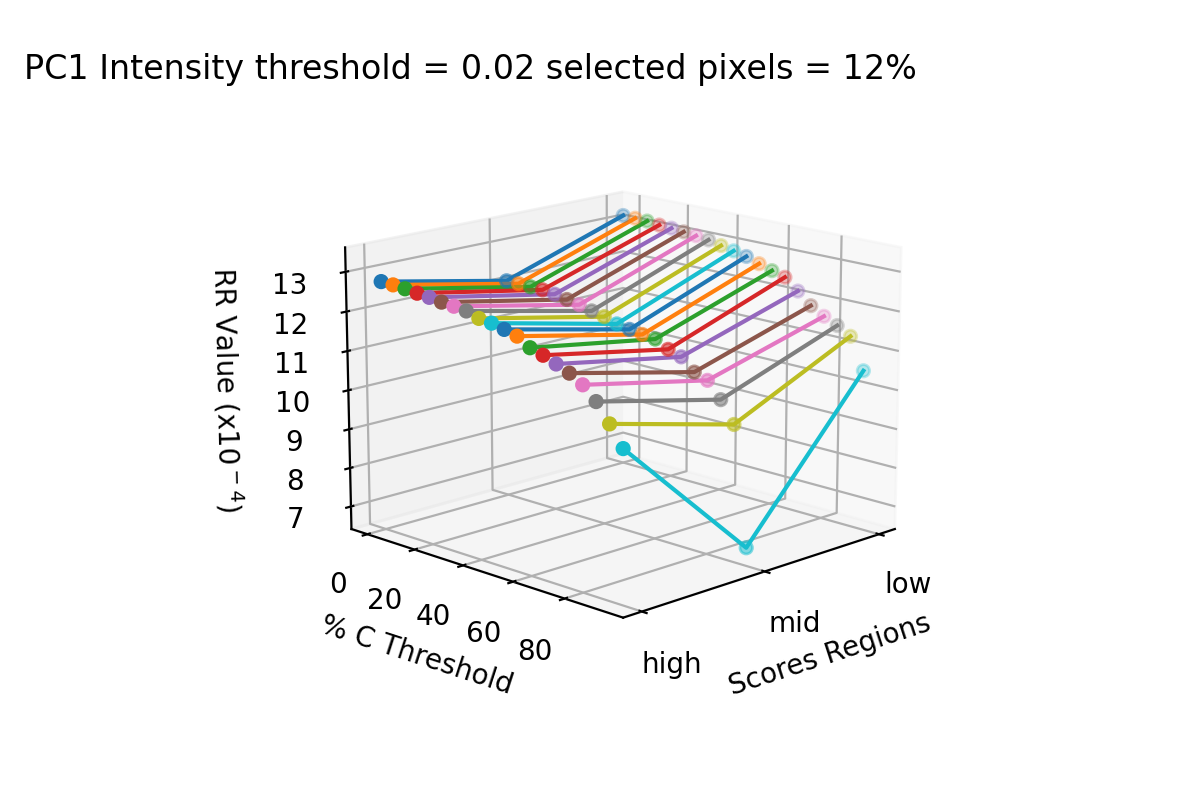 PC1 Intensity threshold = 0.02 selected pixels = 12%
RR Value (x10⁻⁴)
13
12
11
10
9
8
7
0
20
40
60
80
% C Threshold
high
mid
low
Scores Regions